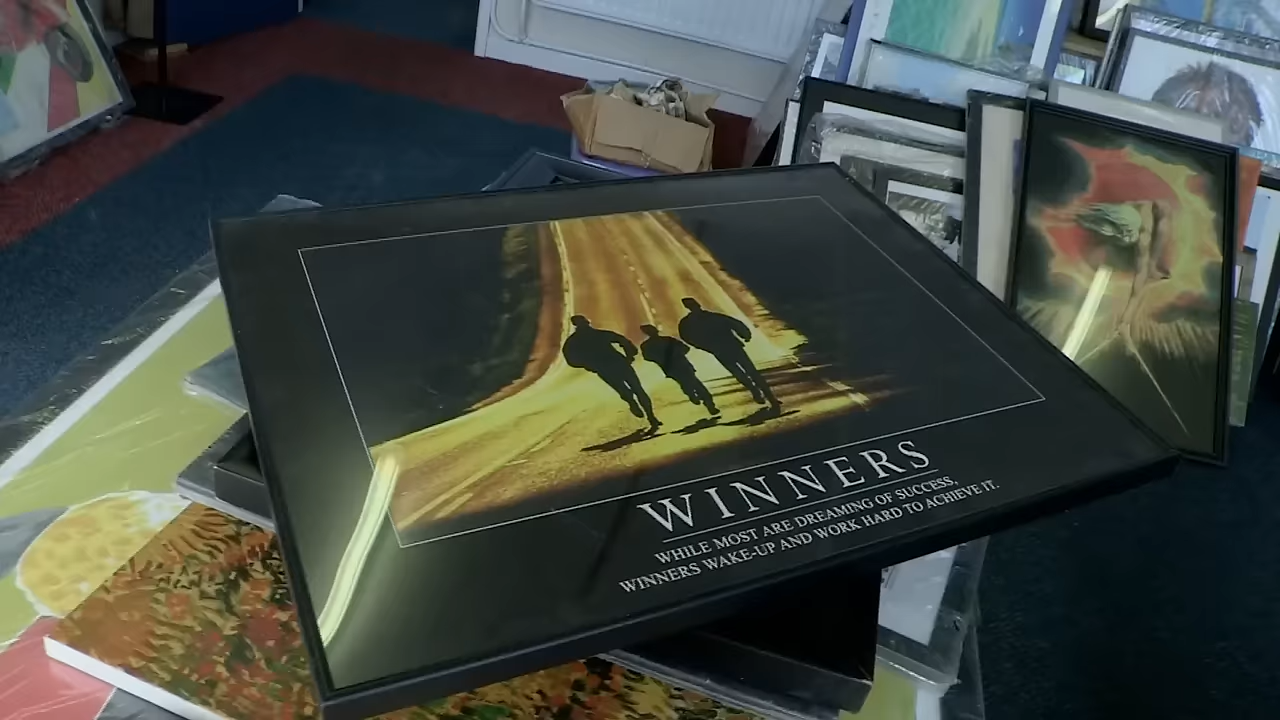 WINNERS
WHILE MOST ARE DREAMING OF SUCCESS,
WINNERS WAKE-UP AND WORK HARD TO ACHIEVE IT.